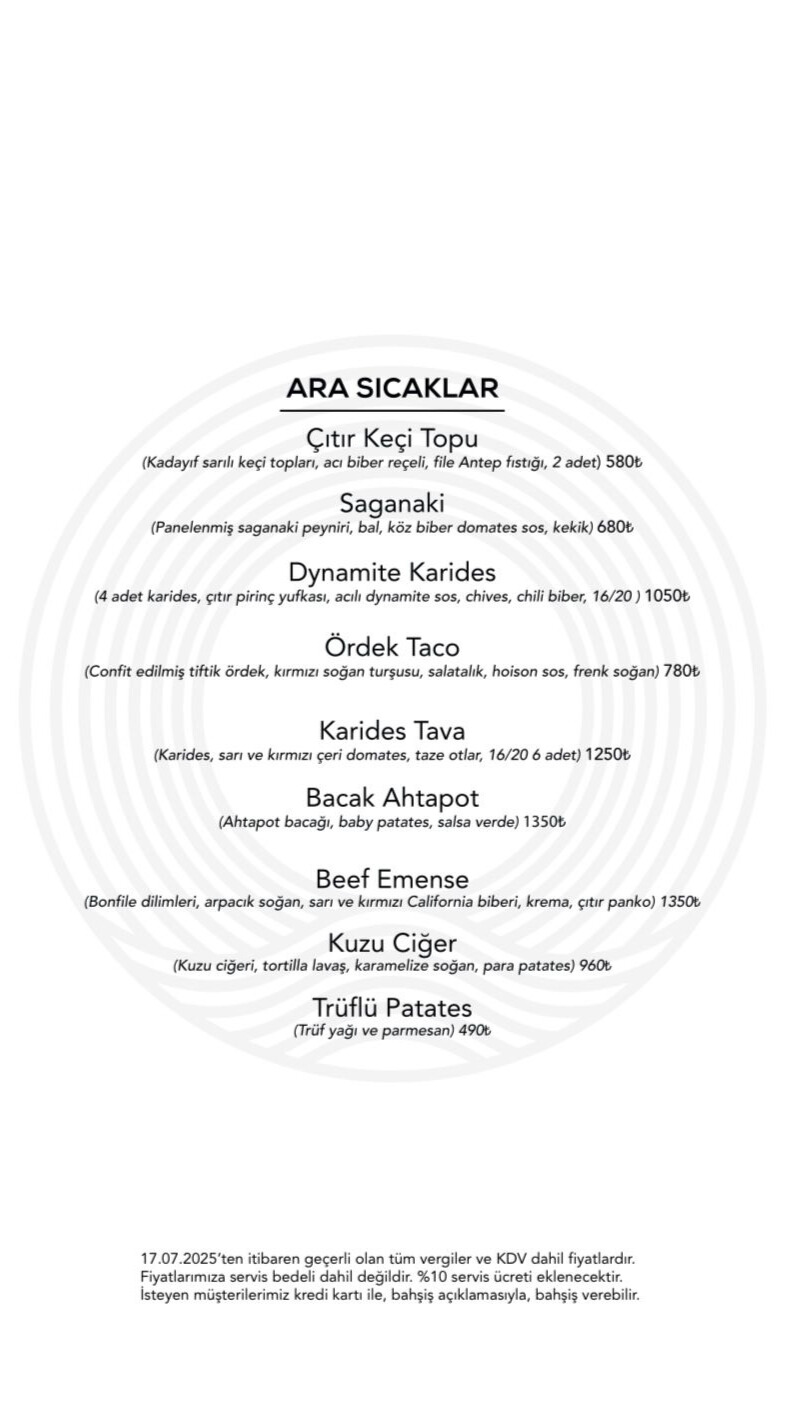 ARA SICAKLAR
Çıtır Keçi Topu
(Kadayıf sarılı keçi topları, acı biber reçeli, file Antep fıstığı, 2 adet) 580₺
Saganaki
(Panelenmiş saganaki peyniri, bal, köz biber domates sos, kekik) 680₺
Dynamite Karides
(4 adet karides, çıtır pirinç yufkası, acılı dynamite sos, chives, chili biber, 16/20 ) 1050₺
Ördek Taco
(Confit edilmiş tiftik ördek, kırmızı soğan turşusu, salatalık, hoison sos, frenk soğan) 780₺
Karides Tava
(Karides, sarı ve kırmızı çeri domates, taze otlar, 16/20 6 adet) 1250₺
Bacak Ahtapot
(Ahtapot bacağı, baby patates, salsa verde) 1350₺
Beef Emense
(Bonfile dilimleri, arpacık soğan, sarı ve kırmızı California biberi, krema, çıtır panko) 1350₺
Kuzu Ciğer
(Kuzu ciğeri, tortilla lavaş, karamelize soğan, para patates) 960₺
Trüflü Patates
(Trüf yağı ve parmesan) 490₺
17.07.2025'ten itibaren geçerli olan tüm vergiler ve KDV dahil fiyatlardır.
Fiyatlarımıza servis bedeli dahil değildir. %10 servis ücreti eklenecektir.
İsteyen müşterilerimiz kredi kartı ile, bahşiş açıklamasıyla, bahşiş verebilir.